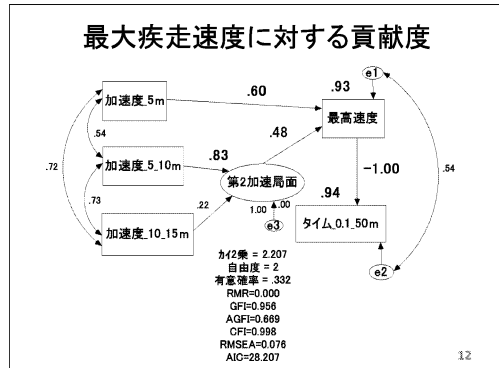 最大疾走速度に対する貢献度
e1
.93
.60
加速度_5m
最高速度
.48
.54
.83
-1.00
.54
.72
加速度_5_10m
第2加速局面
.94
.73
.22
1.00
.00
タイム_0.1_50m
加速度_10_15m
e3
e2
カイ2乗 = 2.207
自由度 = 2
有意確率 = .332
RMR=0.000
GFI=0.956
AGFI=0.669
CFI=0.998
RMSEA=0.076
AIC=28.207
12